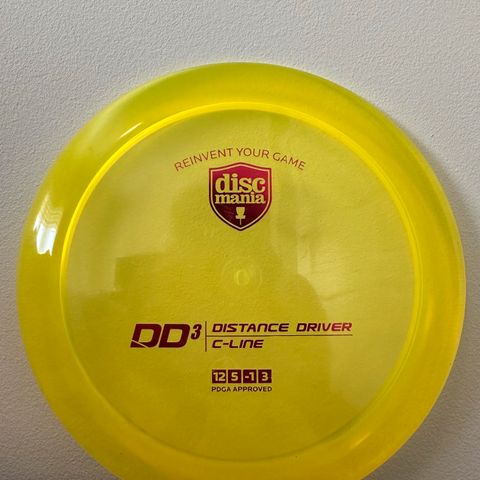 REINVENT YOUR GAME
disc
mania
DD³ DISTANCE DRIVER
C-LINE
12 5 -1 3
PDGA APPROVED